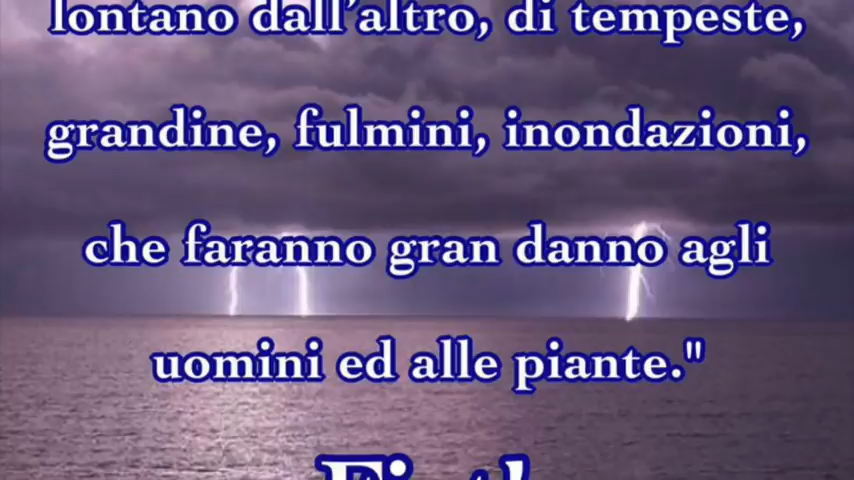 lontano dall'altro, di tempeste,
grandine, fulmini, inondazioni,
che faranno gran danno agli
uomini ed alle piante."